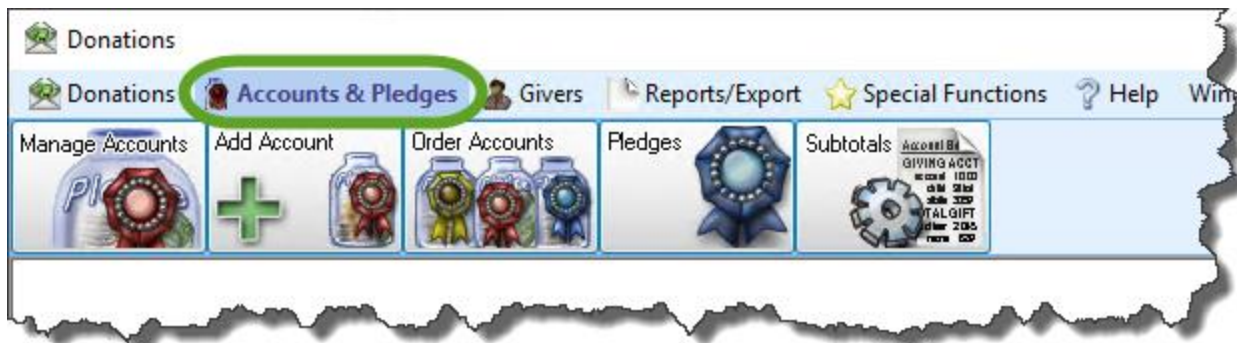 Donations
Donations Accounts & Pledges Givers Reports/Export Special Functions ? Help
Manage Accounts Add Account Order Accounts Pledges Subtotals
GIVING ACCT